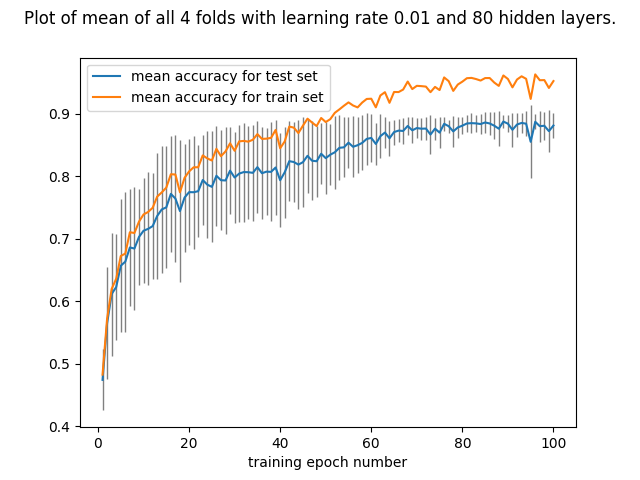 Plot of mean of all 4 folds with learning rate 0.01 and 80 hidden layers.
mean accuracy for test set
mean accuracy for train set
0.9
0.8
0.7
0.6
0.5
0.4
0 20 40 60 80 100
training epoch number